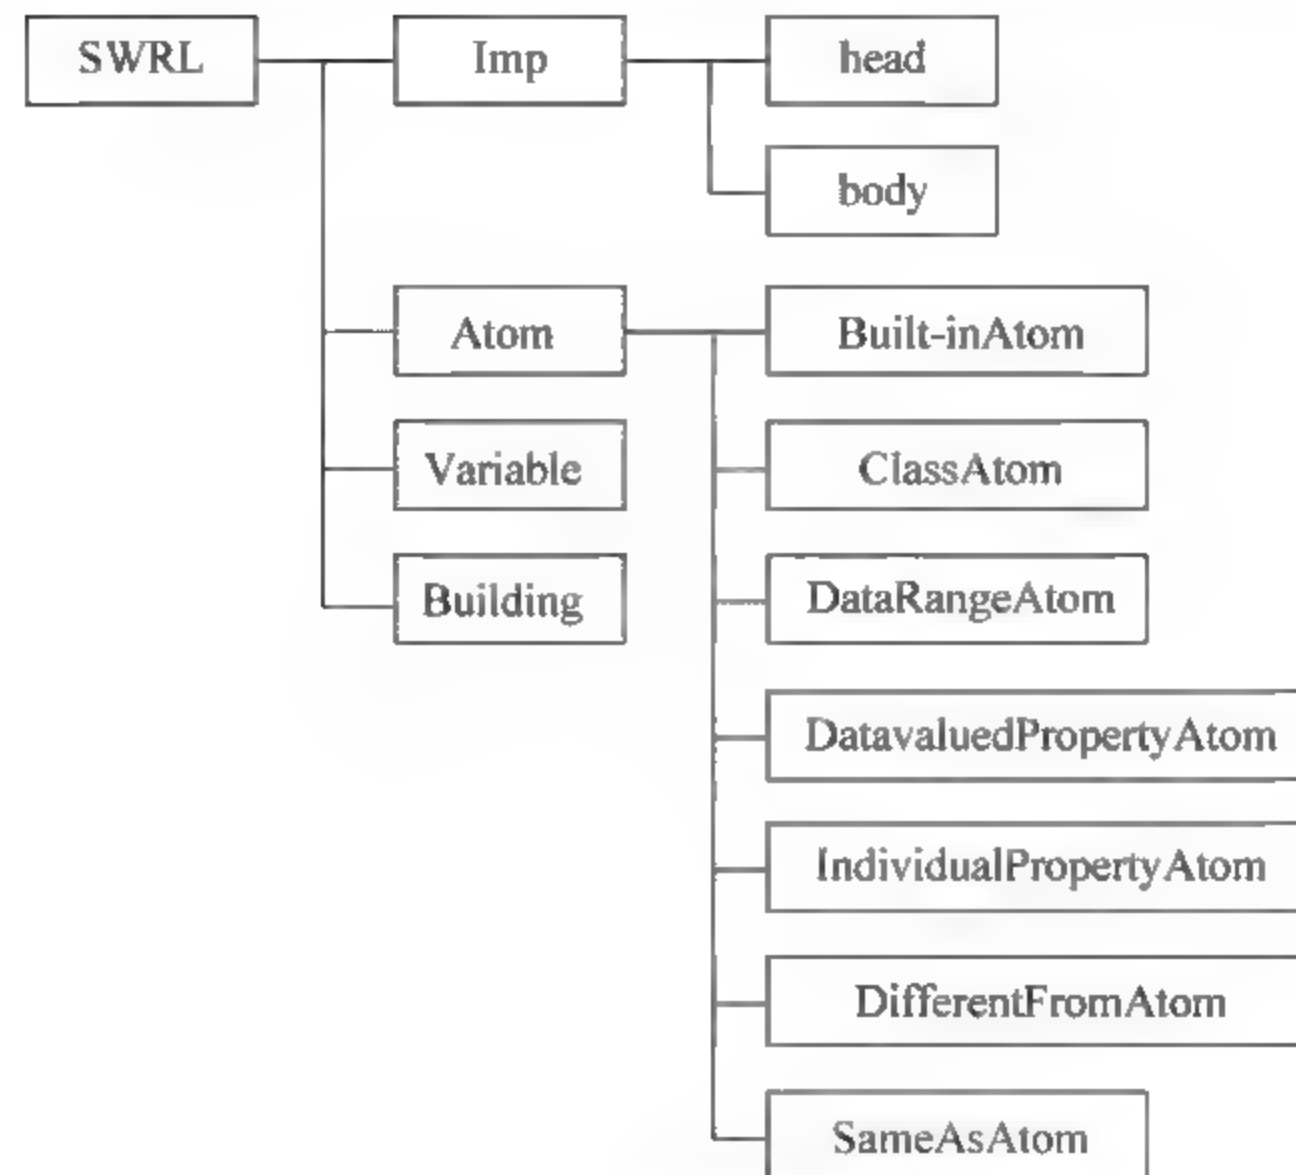 SWRL
Imp
head
body
Atom
Built-inAtom
Variable
ClassAtom
Building
DataRangeAtom
DatavaluedPropertyAtom
IndividualPropertyAtom
DifferentFromAtom
SameAsAtom